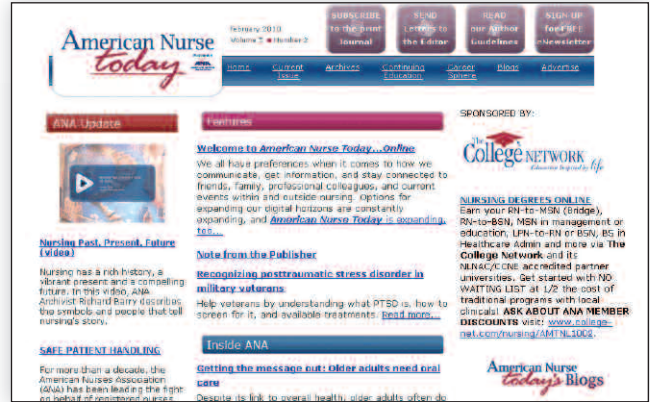 American Nurse
today
february 2010
Volume 5 Number 2
SUBSCRIBE
to the print
Journal
SEND
Letters to
the Editor
READ
our Author
Guidelines
SIGN UP
for FREE
eNewsletter
Home
Current
Issue
Archives
Continuing
Education
Career
Sphere
Blogs
Advertise
ANA Update
Nursing Past, Present, Future
(video)
Nursing has a rich history, a
vibrant present and a compelling
future. In this video, ANA
Archivist Richard Barry describes
the symbols and people that tell
nursing's story.
SAFE PATIENT HANDLING
For more than a decade, the
American Nurses Association
(ANA) has been leading the fight
on behalf of registered nurses
Features
Welcome to American Nurse Today...Online
We all have preferences when it comes to how we
communicate, get information, and stay connected to
friends, family, professional colleagues, and current
events within and outside nursing. Options for
expanding our digital horizons are constantly
expanding, and American Nurse Today is expanding,
too...
Note from the Publisher
Recognizing posttraumatic stress disorder in
military veterans
Help veterans by understanding what PTSD is, how to
screen for it, and available treatments. Read more...
Inside ANA
Getting the message out: Older adults need oral
care
Despite its link to overall health, older adults often do
SPONSORED BY:
The
College NETWORK
Education Inspired by life
NURSING DEGREES ONLINE
Earn your RN-to-MSN (Bridge),
RN-to-BSN, MSN in management or
education, LPN-to-RN or BSN, BS in
Healthcare Admin and more via The
College Network and its
NLNAC/CCNE accredited partner
universities. Get started with NO
WAITING LIST at 1/2 the cost of
traditional programs with local
clinicals! ASK ABOUT ANA MEMBER
DISCOUNTS visit: www.college-
net.com/nursing/AMTNL1002.
American Nurse
today's Blogs